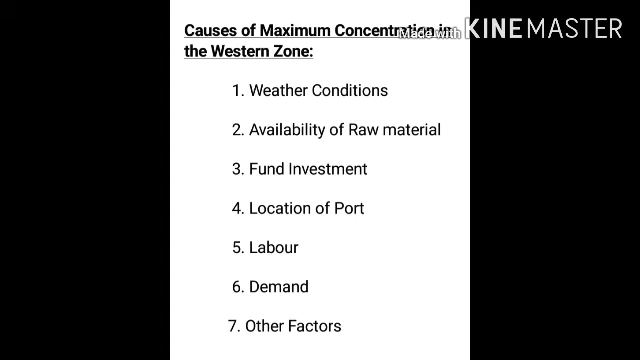 Causes of Maximum Concentration in
the Western Zone:
Made with KINEMASTER
1. Weather Conditions
2. Availability of Raw material
3. Fund Investment
4. Location of Port
5. Labour
6. Demand
7. Other Factors